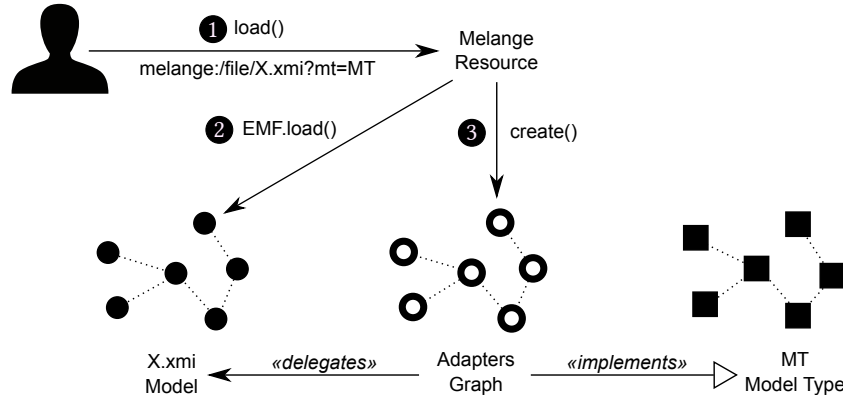 1 load()
melange:/file/X.xmi?mt=MT
Melange
Resource
2 EMF.load()
3 create()
X.xmi
Model
«delegates»
Adapters
Graph
«implements»
MT
Model Type